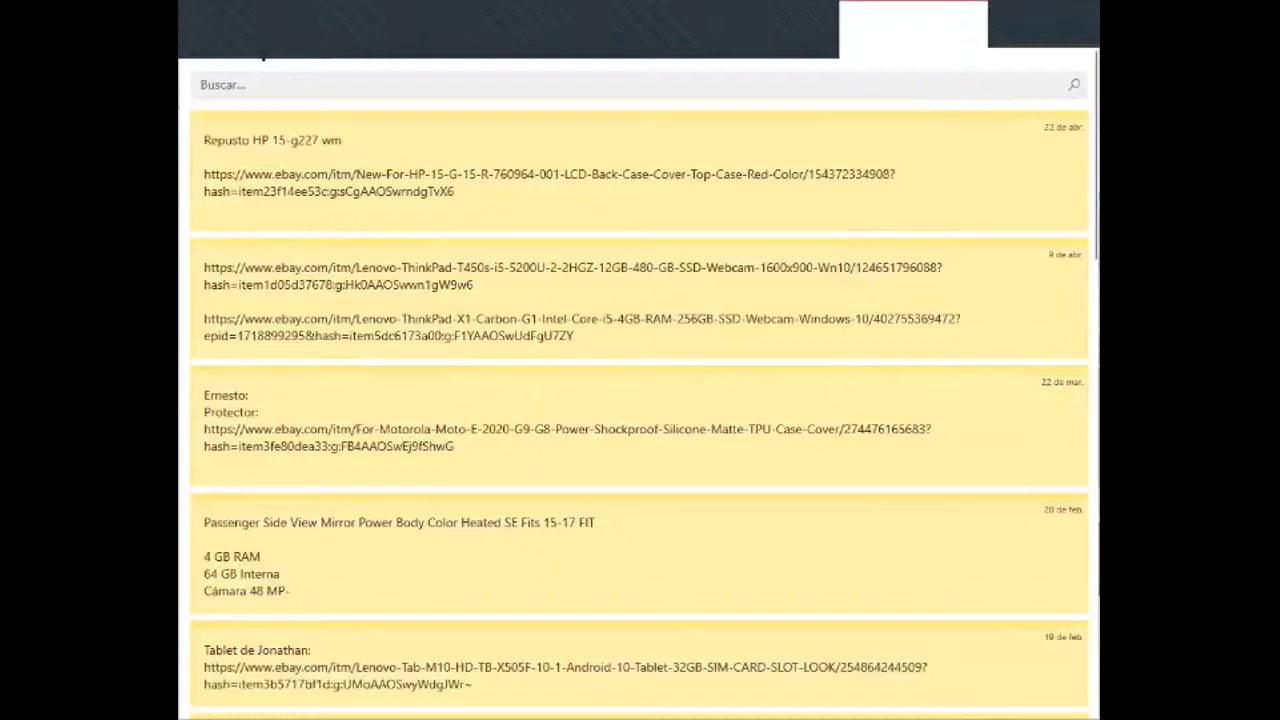 Buscar...
22 de abr.
Repusto HP 15-g227 wm
https://www.ebay.com/itm/New-For-HP-15-G-15-R-760964-001-LCD-Back-Case-Cover-Top-Case-Red-Color/154372334908?
hash=item23f14ee53c:g:sCgAAOSwrndgTvX6
9 de abr.
https://www.ebay.com/itm/Lenovo-ThinkPad-T450s-i5-5200U-2-2HGZ-12GB-480-GB-SSD-Webcam-1600x900-Wn10/124651796088?
hash=item1d05d37678:g:Hk0AAOSwwn1gW9w6
https://www.ebay.com/itm/Lenovo-ThinkPad-X1-Carbon-G1-Intel-Core-i5-4GB-RAM-256GB-SSD-Webcam-Windows-10/402755369472?
epid=1718899295&hash=item5dc6173a00:g:F1YAAOSwUdFgU7ZY
22 de mar.
Ernesto:
Protector:
https://www.ebay.com/itm/For-Motorola-Moto-E-2020-G9-G8-Power-Shockproof-Silicone-Matte-TPU-Case-Cover/274476165683?
hash=item3fe80dea33:g:FB4AAOSwEj9fShwG
20 de feb.
Passenger Side View Mirror Power Body Color Heated SE Fits 15-17 FIT
4 GB RAM
64 GB Interna
Cámara 48 MP-
19 de feb.
Tablet de Jonathan:
https://www.ebay.com/itm/Lenovo-Tab-M10-HD-TB-X505F-10-1-Android-10-Tablet-32GB-SIM-CARD-SLOT-LOOK/254864244509?
hash=item3b5717bf1d:g:UMoAAOSwyWdgJWr~